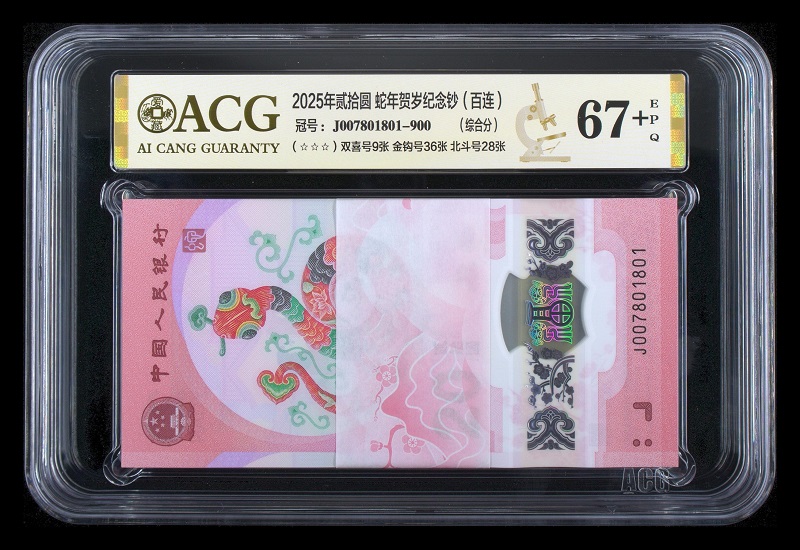 ACG
AI CANG GUARANTY
2025年贰拾圆 蛇年贺岁纪念钞（百连）
冠号：J007801801-900 （综合分）
（☆☆☆）双喜号9张 金钩号36张 北斗号28张
67+
EPQ
中国人民银行
J007801801
ACG